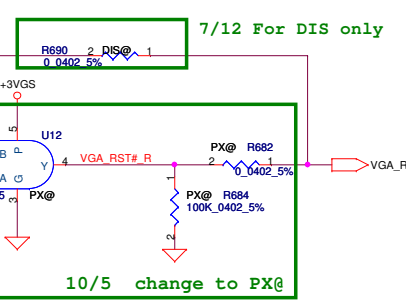 7/12 For DIS only
R690 2 DIS@ 1
0_0402_5%
+3VGS
5
U12
B P
4 VGA_RST#_R
Y
PX@ R682
2 1
0_0402_5%
VGA_R
A G
5 3 PX@
1
PX@ R684
100K_0402_5%
2
10/5 change to PX@